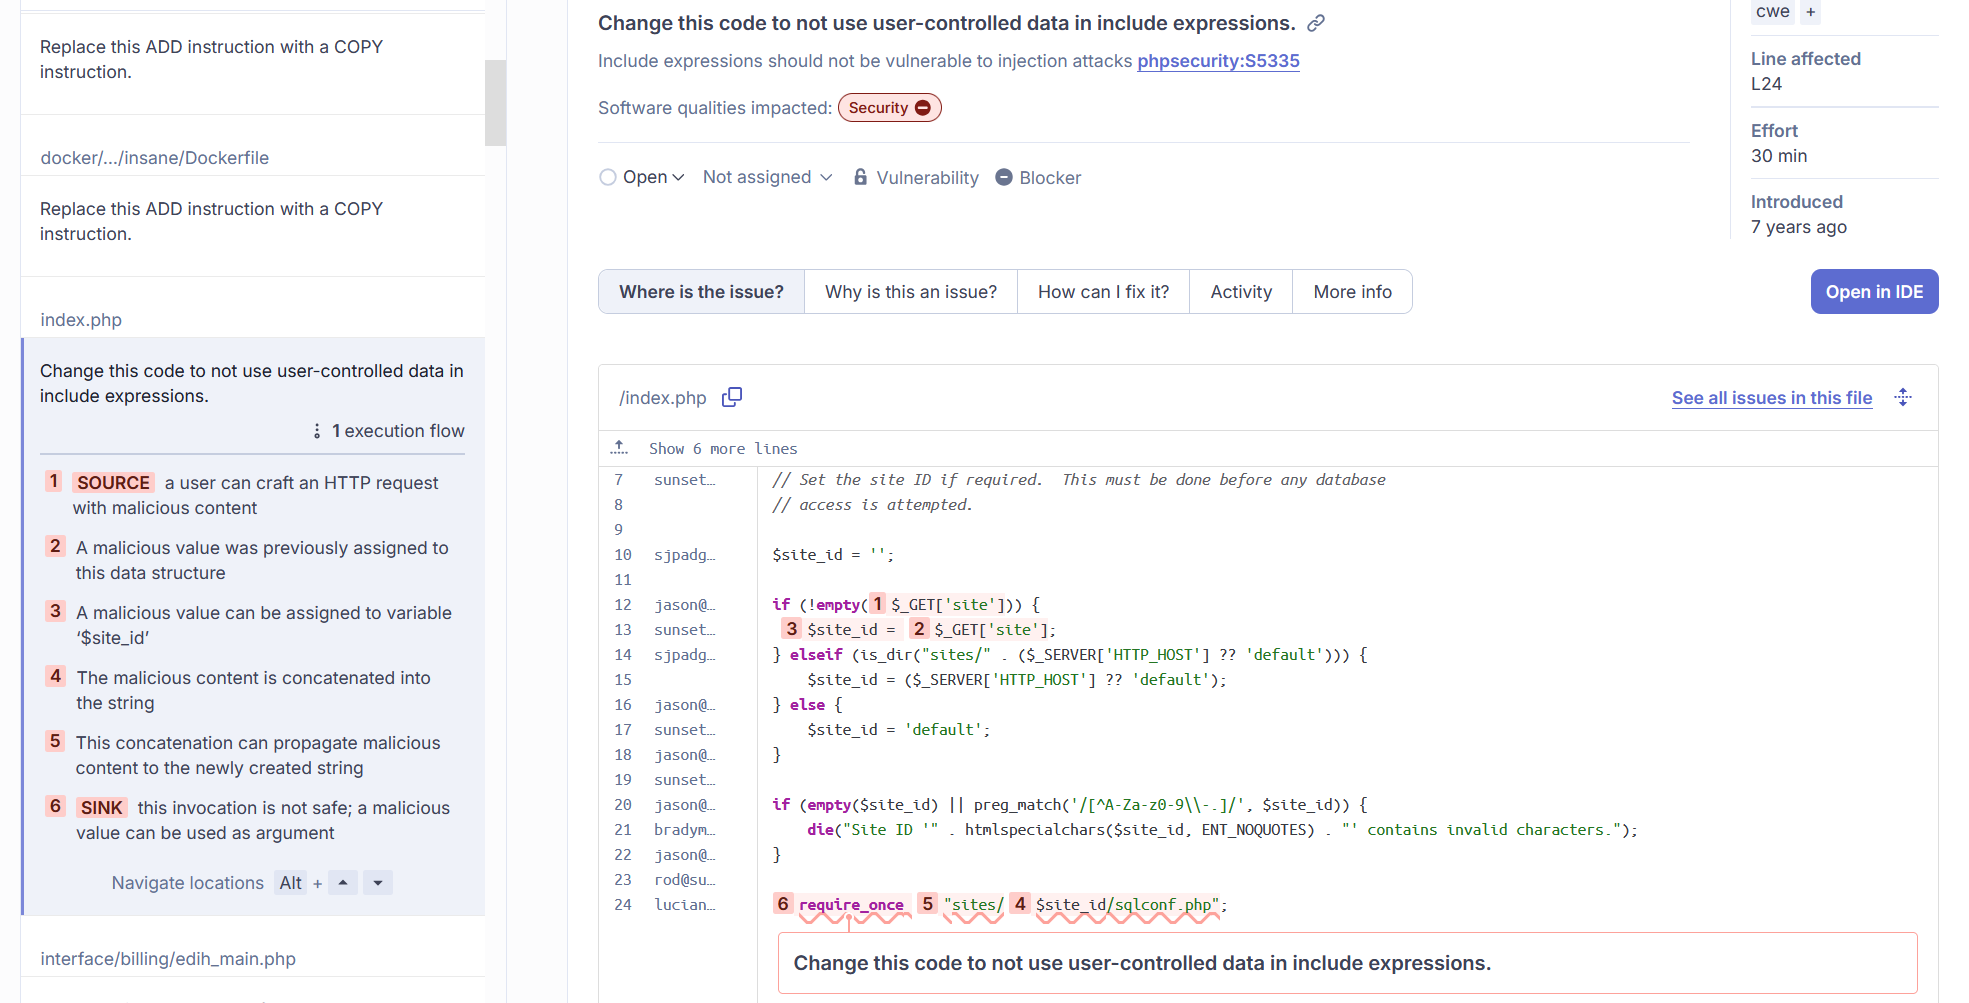 Replace this ADD instruction with a COPY
instruction.
docker/.../insane/Dockerfile
Replace this ADD instruction with a COPY
instruction.
index.php
Change this code to not use user-controlled data in
include expressions.
1 execution flow
1 SOURCE a user can craft an HTTP request
with malicious content
2 A malicious value was previously assigned to
this data structure
3 A malicious value can be assigned to variable
‘$site_id’
4 The malicious content is concatenated into
the string
5 This concatenation can propagate malicious
content to the newly created string
6 SINK this invocation is not safe; a malicious
value can be used as argument
Navigate locations Alt +
interface/billing/edih_main.php
Change this code to not use user-controlled data in include expressions.
Include expressions should not be vulnerable to injection attacks phpsecurity:S5335
Software qualities impacted: Security
Open Not assigned Vulnerability Blocker
cwe +
Line affected
L24
Effort
30 min
Introduced
7 years ago
Where is the issue? Why is this an issue? How can I fix it? Activity More info
Open in IDE
/index.php See all issues in this file
Show 6 more lines
7 sunset… // Set the site ID if required.  This must be done before any database
8 // access is attempted.
9
10 sjpadg… $site_id = '';
11
12 jason@… if (!empty(1 $_GET['site'])) {
13 sunset… 3 $site_id = 2 $_GET['site'];
14 sjpadg… } elseif (is_dir("sites/" . ($_SERVER['HTTP_HOST'] ?? 'default'))) {
15 $site_id = ($_SERVER['HTTP_HOST'] ?? 'default');
16 jason@… } else {
17 sunset… $site_id = 'default';
18 jason@… }
19 sunset…
20 jason@… if (empty($site_id) || preg_match('/[^A-Za-z0-9\\-.]/', $site_id)) {
21 bradym… die("Site ID '" . htmlspecialchars($site_id, ENT_NOQUOTES) . "' contains invalid characters.");
22 jason@… }
23 rod@su…
24 lucian… 6 require_once 5 "sites/ 4 $site_id/sqlconf.php";
Change this code to not use user-controlled data in include expressions.